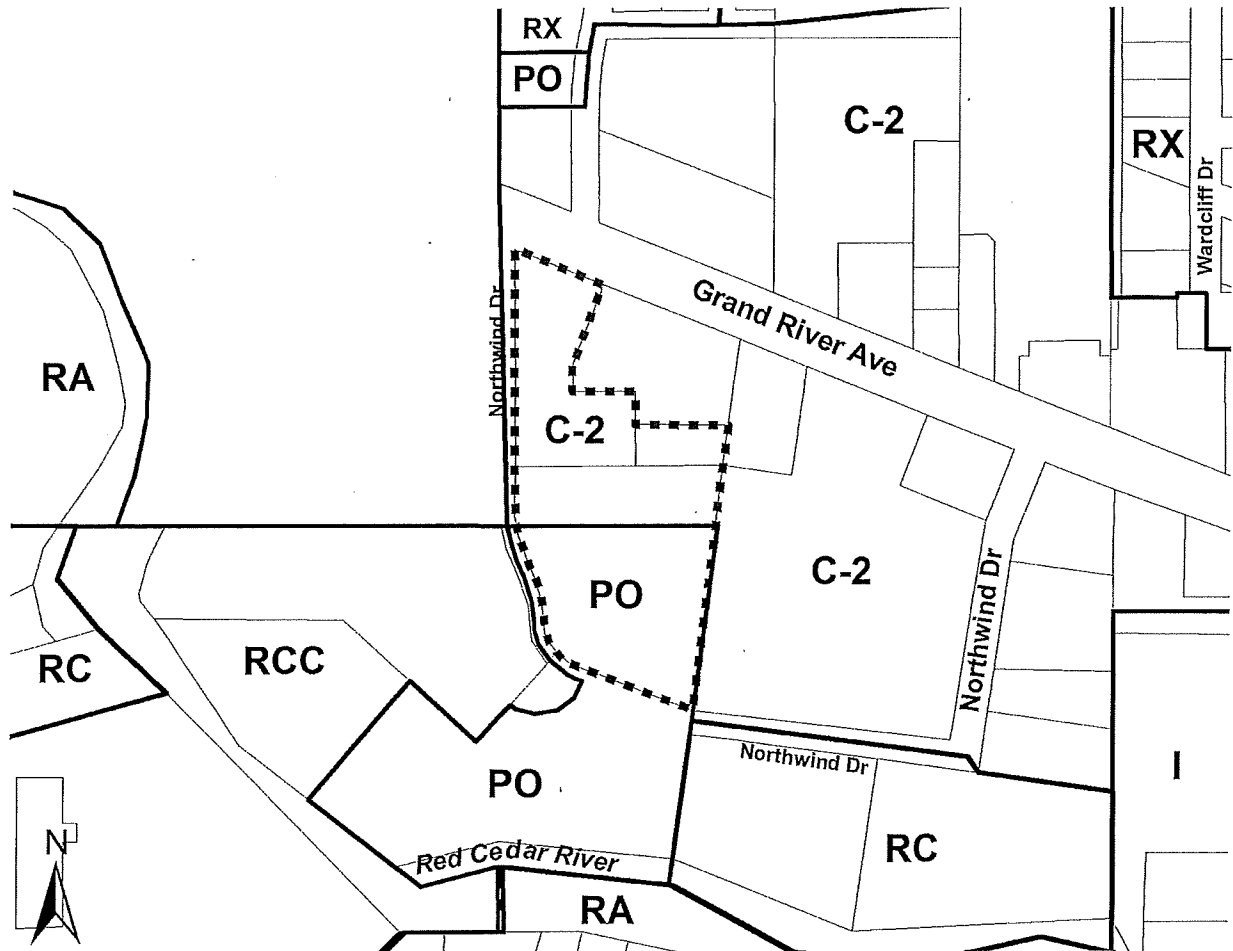 RX
PO
C-2
RX
Wardcliff Dr
Grand River Ave
Northwind Dr
RA
C-2
C-2
PO
Northwind Dr
RCC
RC
Northwind Dr
I
PO
RC
N
Red Cedar River
RA